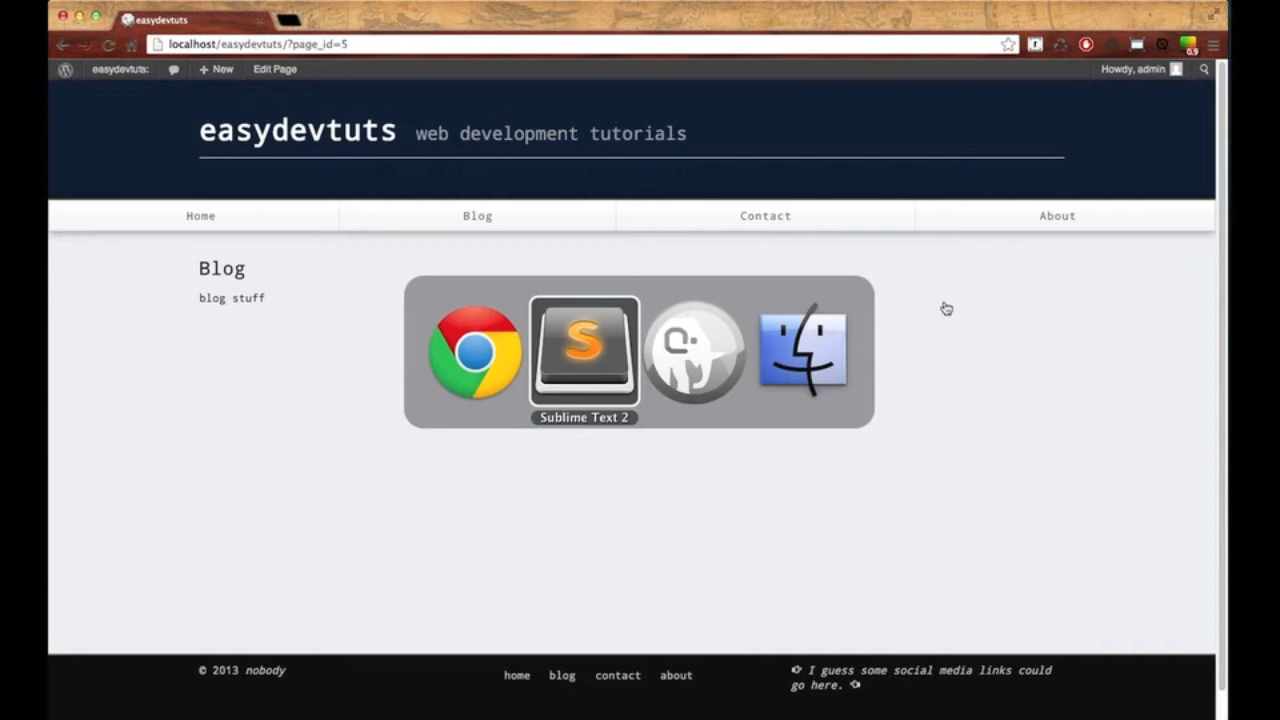 easydevtuts
localhost/easydevtuts/?page_id=5
easydevtuts: + New Edit Page Howdy, admin
easydevtuts web development tutorials
Home Blog Contact About
Blog
blog stuff
Sublime Text 2
© 2013 nobody
home blog contact about
I guess some social media links could
go here.